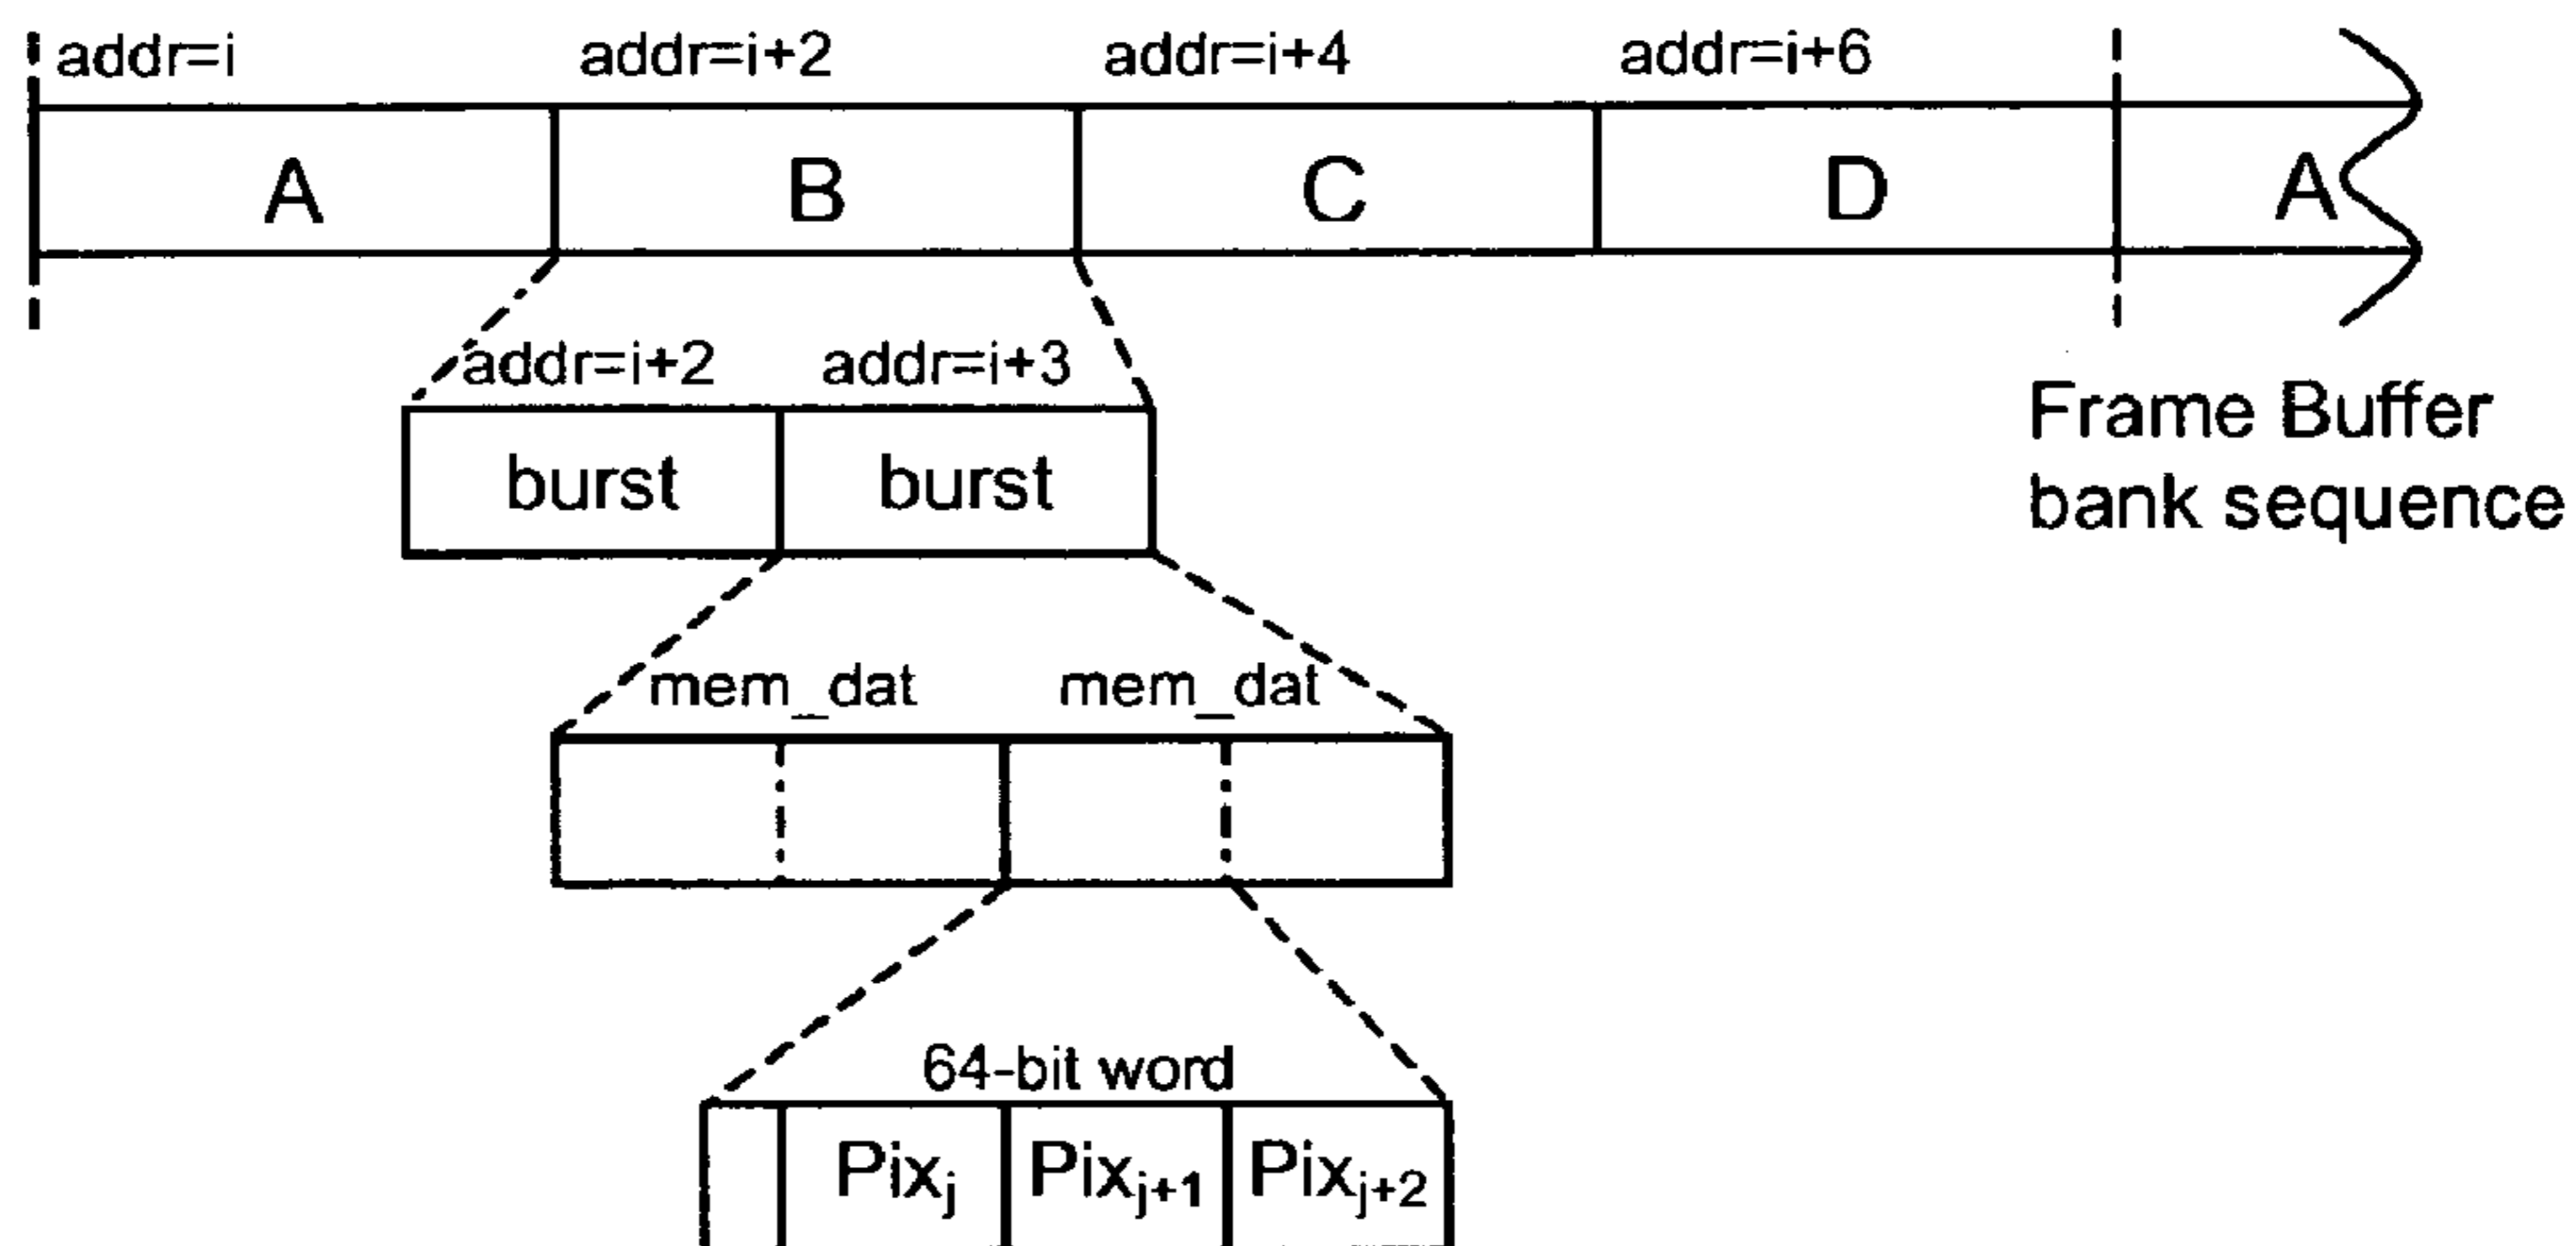 addr=i addr=i+2 addr=i+4 addr=i+6
A B C D A
addr=i+2 addr=i+3
burst burst
Frame Buffer
bank sequence
mem_dat mem_dat
64-bit word
Pixj Pixj+1 Pixj+2